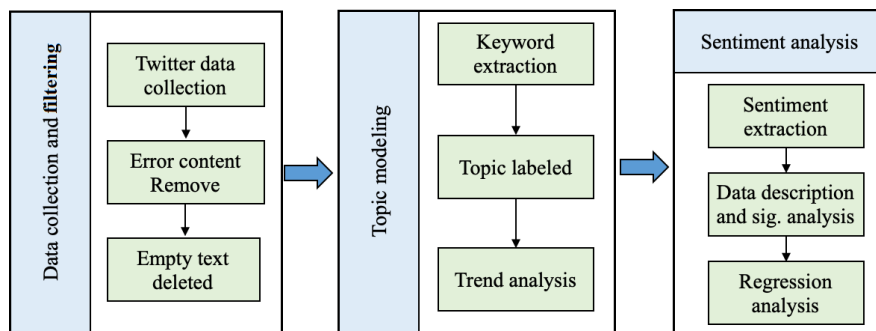 Data collection and filtering
Twitter data
collection
Error content
Remove
Empty text
deleted
Topic modeling
Keyword
extraction
Topic labeled
Trend analysis
Sentiment analysis
Sentiment
extraction
Data description
and sig. analysis
Regression
analysis